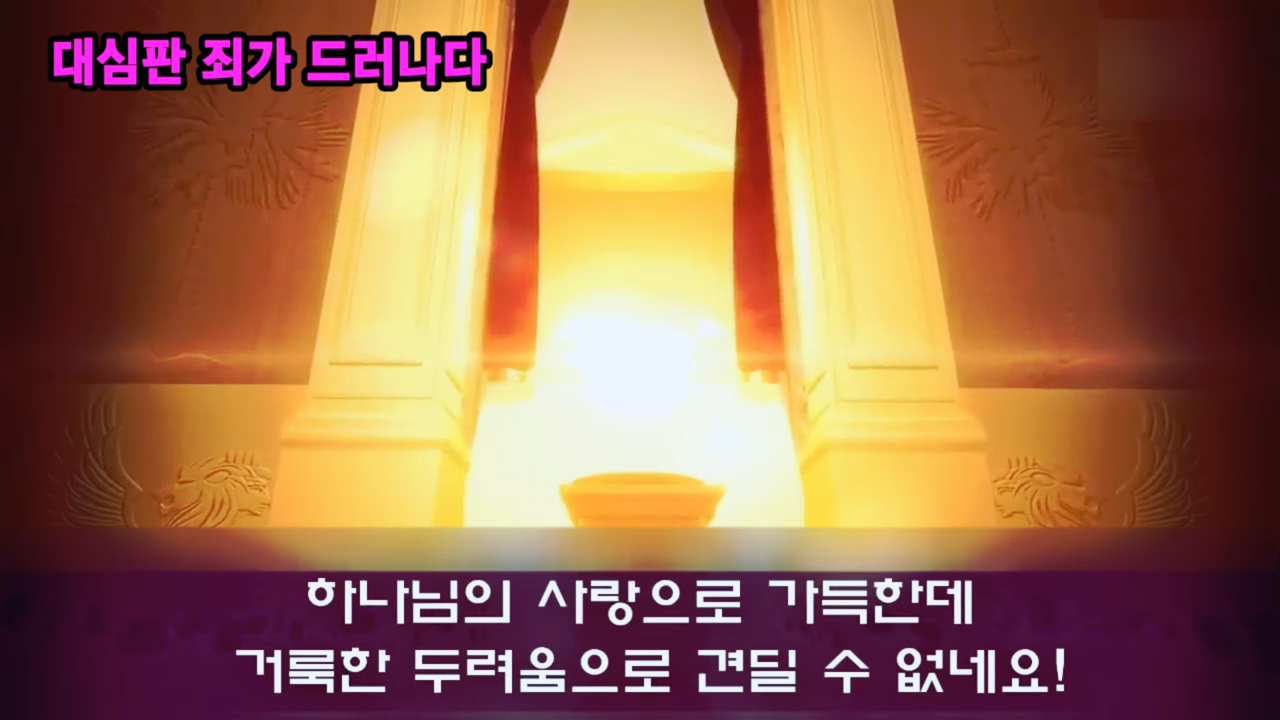 대심판 죄가 드러나다
하나님의 사랑으로 가득한데
거룩한 두려움으로 견딜 수 없네요!